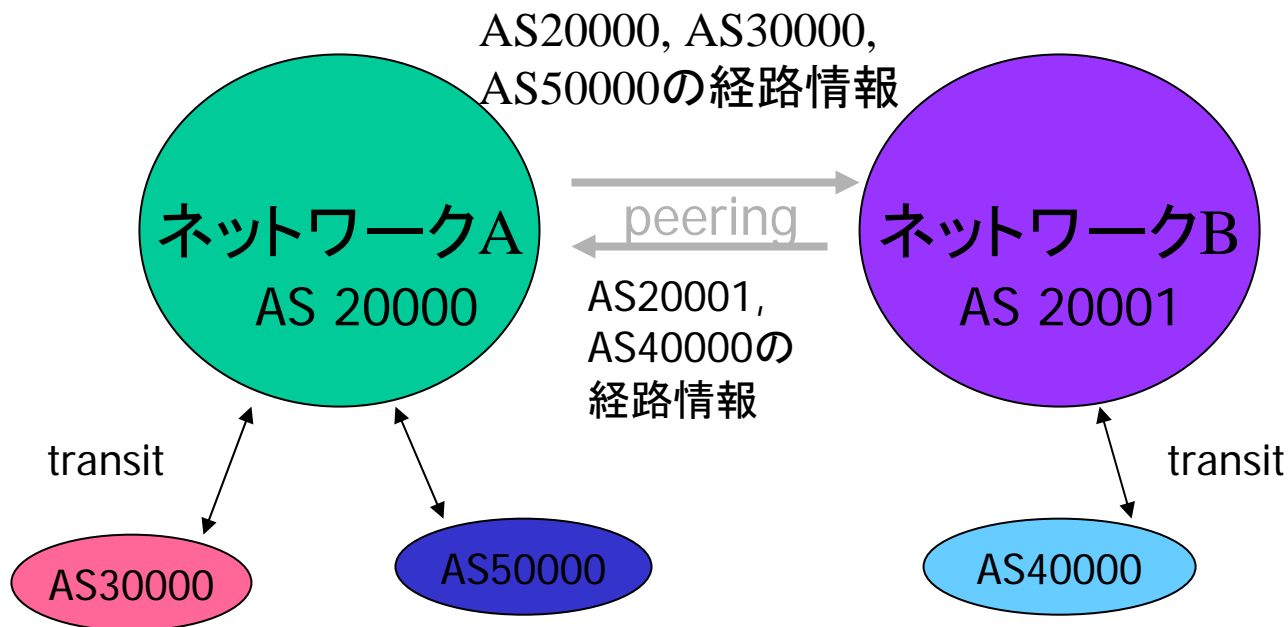 AS20000, AS30000,
AS50000の経路情報
ネットワークA
AS 20000
peering
ネットワークB
AS 20001
AS20001,
AS40000の
経路情報
transit
transit
AS30000
AS50000
AS40000